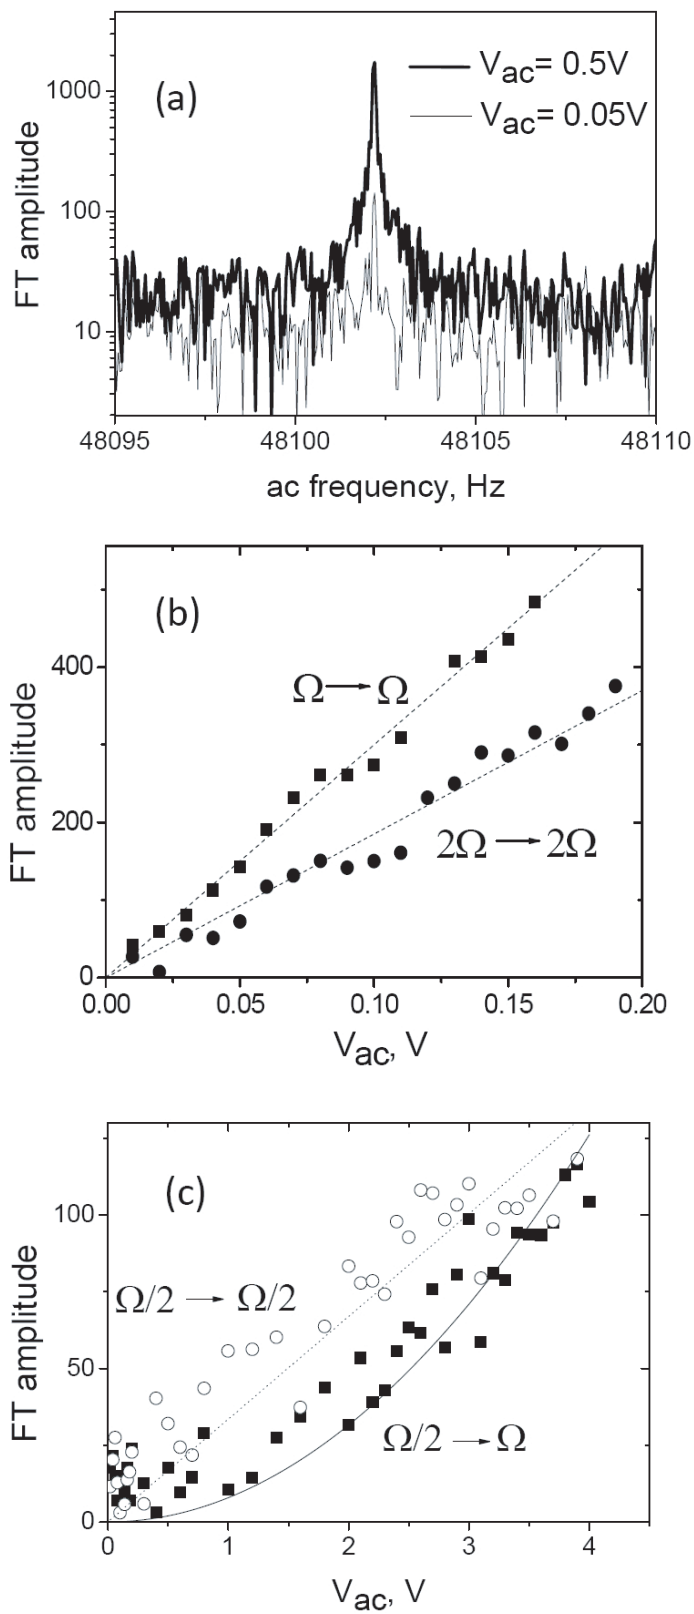 (a)
Vac= 0.5V
Vac= 0.05V
FT amplitude
1000
100
10
48095 48100 48105 48110
ac frequency, Hz
(b)
Ω → Ω
2Ω → 2Ω
FT amplitude
400
200
0
0.00 0.05 0.10 0.15 0.20
Vac, V
(c)
Ω/2 → Ω/2
Ω/2 → Ω
FT amplitude
100
50
0
0 1 2 3 4
Vac, V